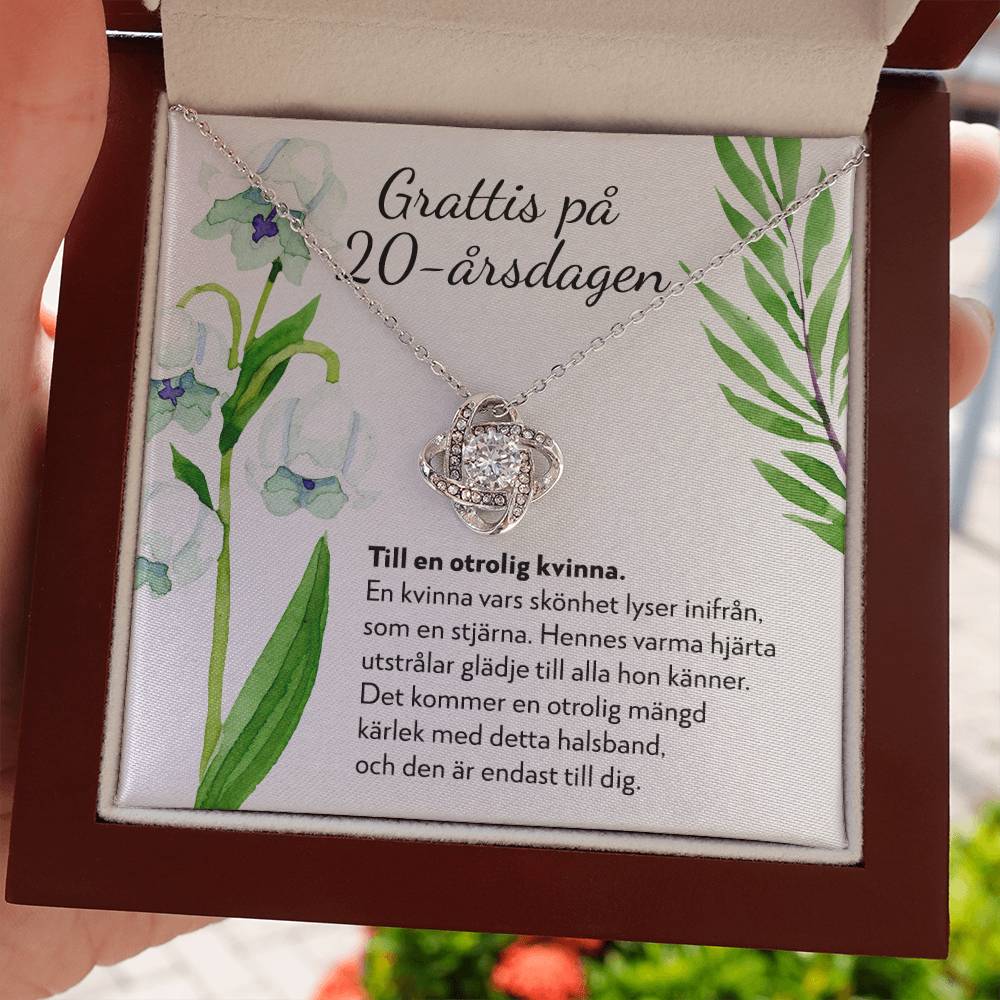 Grattis på
20-årsdagen
Till en otrolig kvinna.
En kvinna vars skönhet lyser inifrån,
som en stjärna. Hennes varma hjärta
utstrålar glädje till alla hon känner.
Det kommer en otrolig mängd
kärlek med detta halsband,
och den är endast till dig.